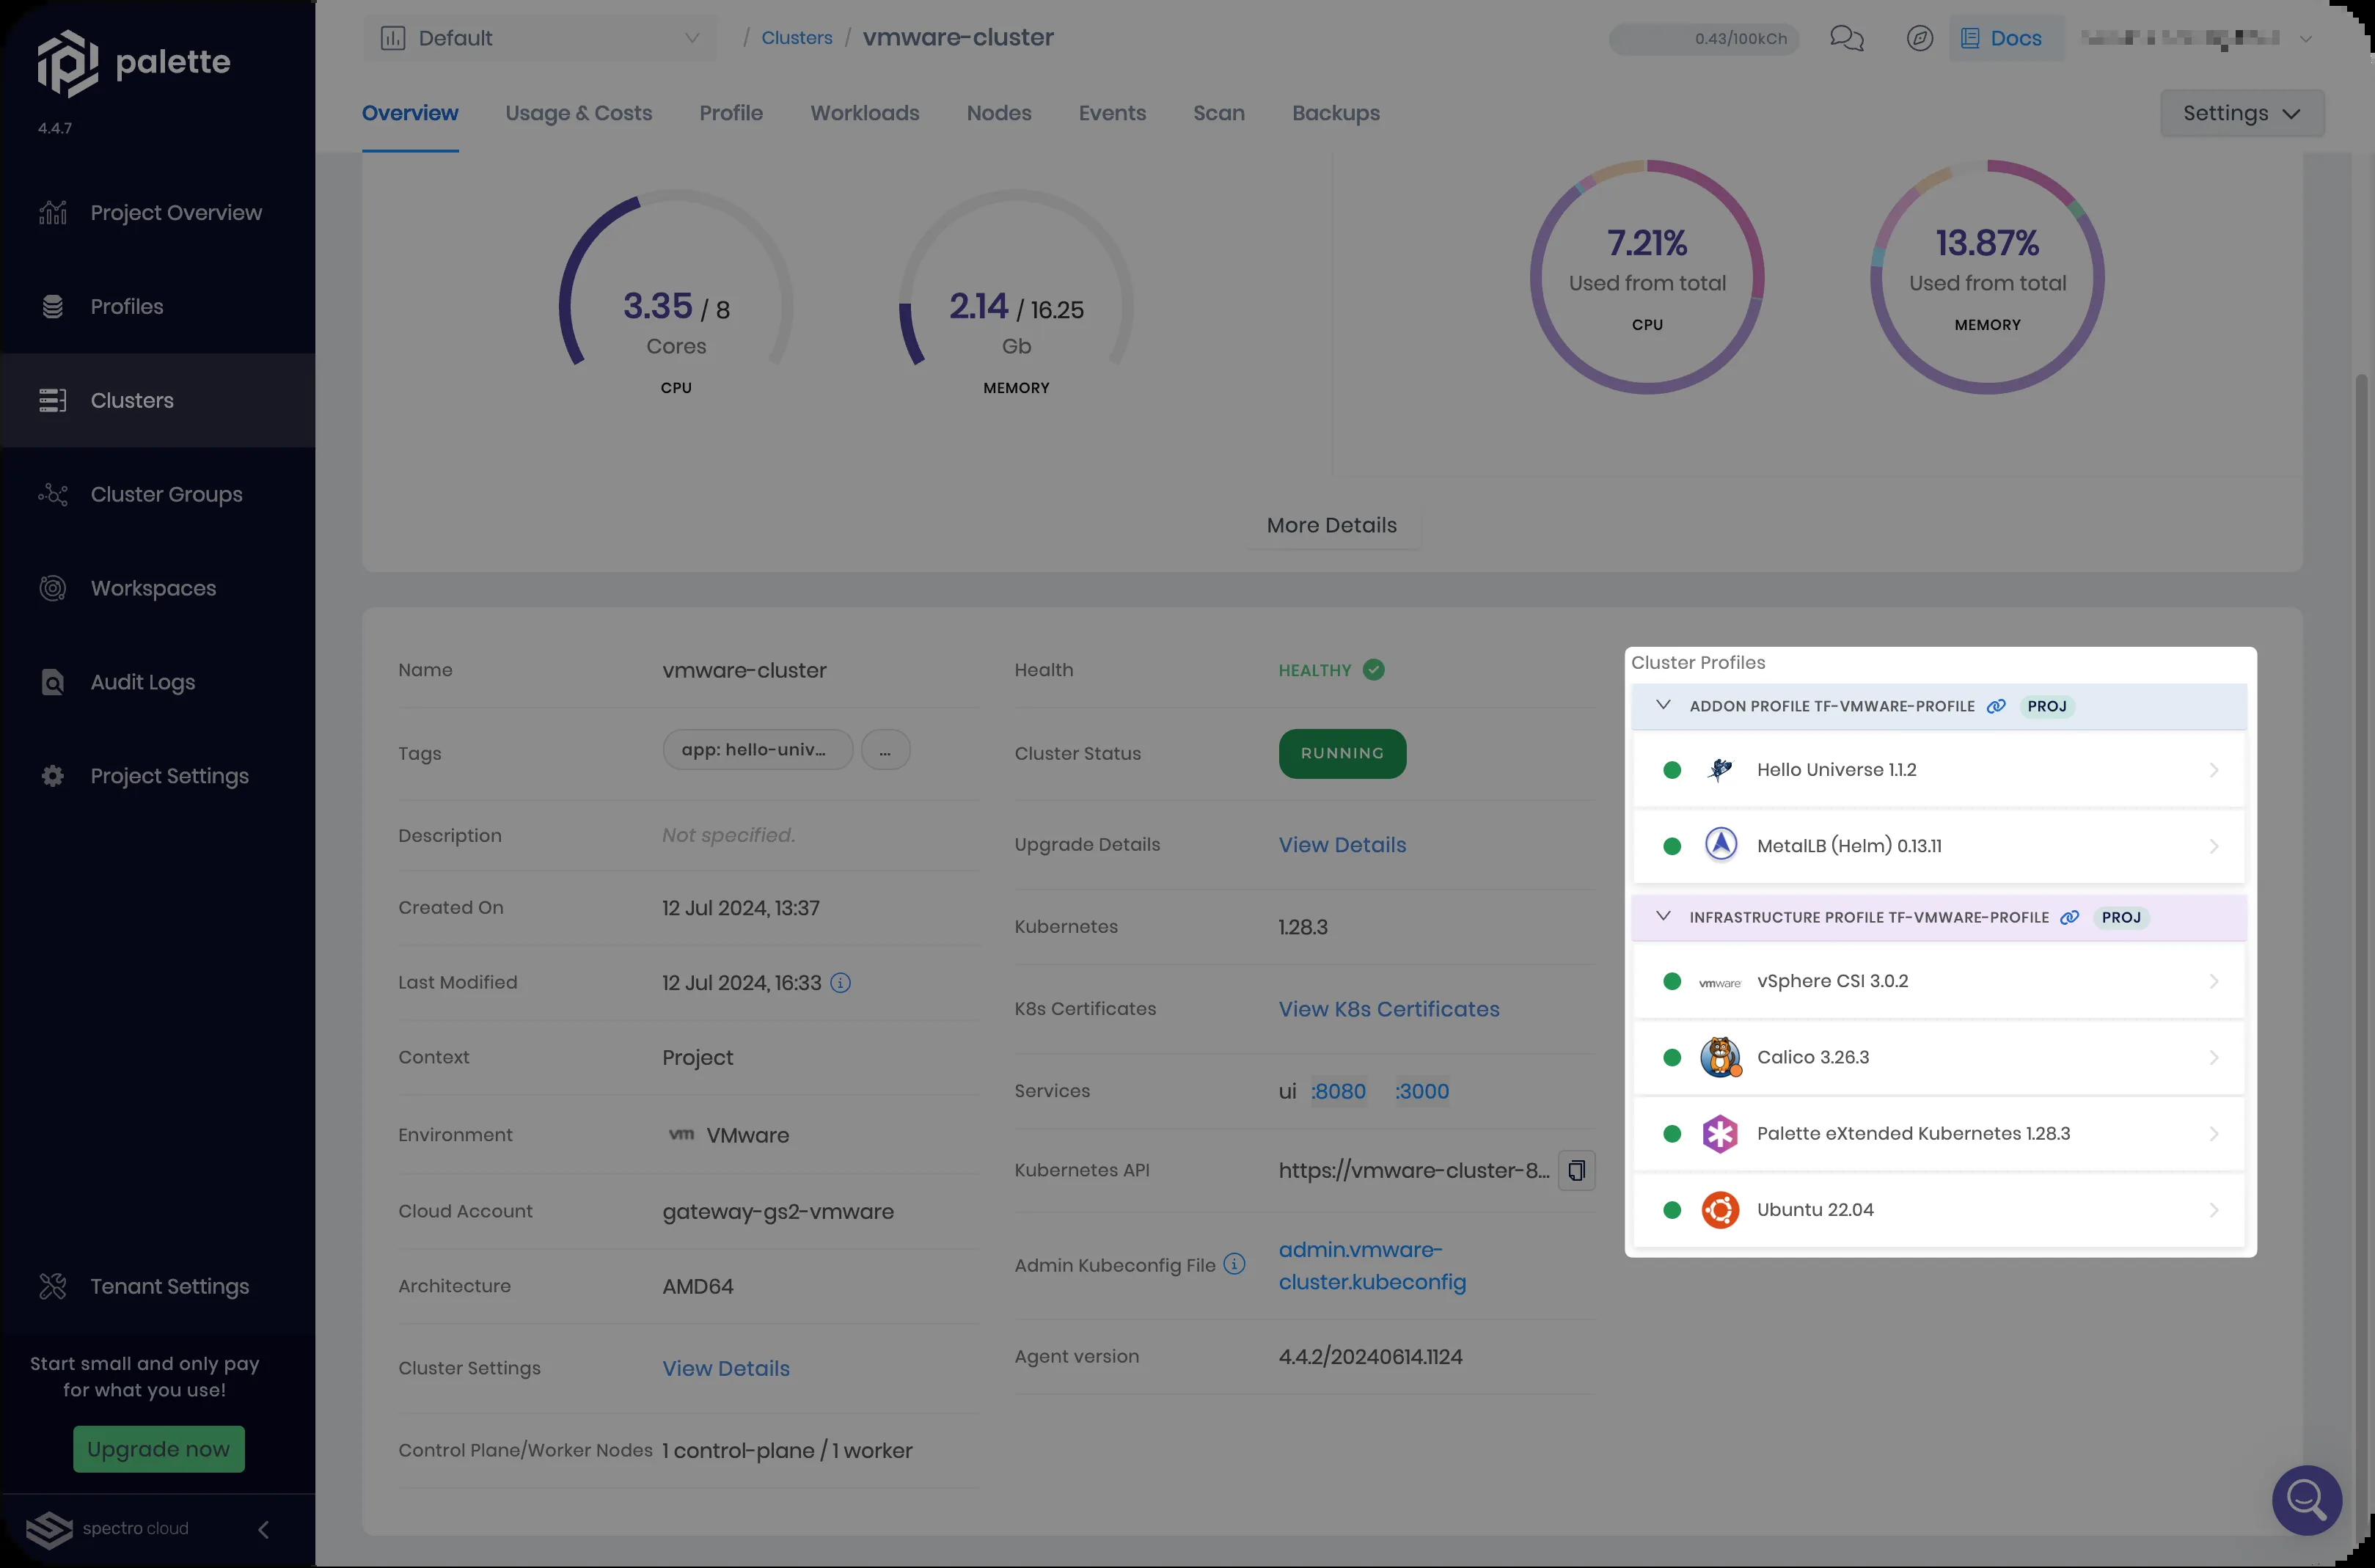 palette
4.4.7
Project Overview
Profiles
Clusters
Cluster Groups
Workspaces
Audit Logs
Project Settings
Tenant Settings
Start small and only pay
for what you use!
Upgrade now
spectro cloud
Default
/ Clusters / vmware-cluster
0.43/100kCh
Docs
Overview
Usage & Costs
Profile
Workloads
Nodes
Events
Scan
Backups
Settings
3.35 / 8
Cores
CPU
2.14 / 16.25
Gb
MEMORY
7.21%
Used from total
CPU
13.87%
Used from total
MEMORY
More Details
Name vmware-cluster
Tags app: hello-univ... ...
Description Not specified.
Created On 12 Jul 2024, 13:37
Last Modified 12 Jul 2024, 16:33
Context Project
Environment vm VMware
Cloud Account gateway-gs2-vmware
Architecture AMD64
Cluster Settings View Details
Control Plane/Worker Nodes 1 control-plane / 1 worker
Health HEALTHY
Cluster Status RUNNING
Upgrade Details View Details
Kubernetes 1.28.3
K8s Certificates View K8s Certificates
Services ui :8080 :3000
Kubernetes API https://vmware-cluster-8...
Admin Kubeconfig File admin.vmware-
cluster.kubeconfig
Agent version 4.4.2/20240614.1124
Cluster Profiles
ADDON PROFILE TF-VMWARE-PROFILE PROJ
Hello Universe 1.1.2
MetalLB (Helm) 0.13.11
INFRASTRUCTURE PROFILE TF-VMWARE-PROFILE PROJ
vmware vSphere CSI 3.0.2
Calico 3.26.3
Palette eXtended Kubernetes 1.28.3
Ubuntu 22.04